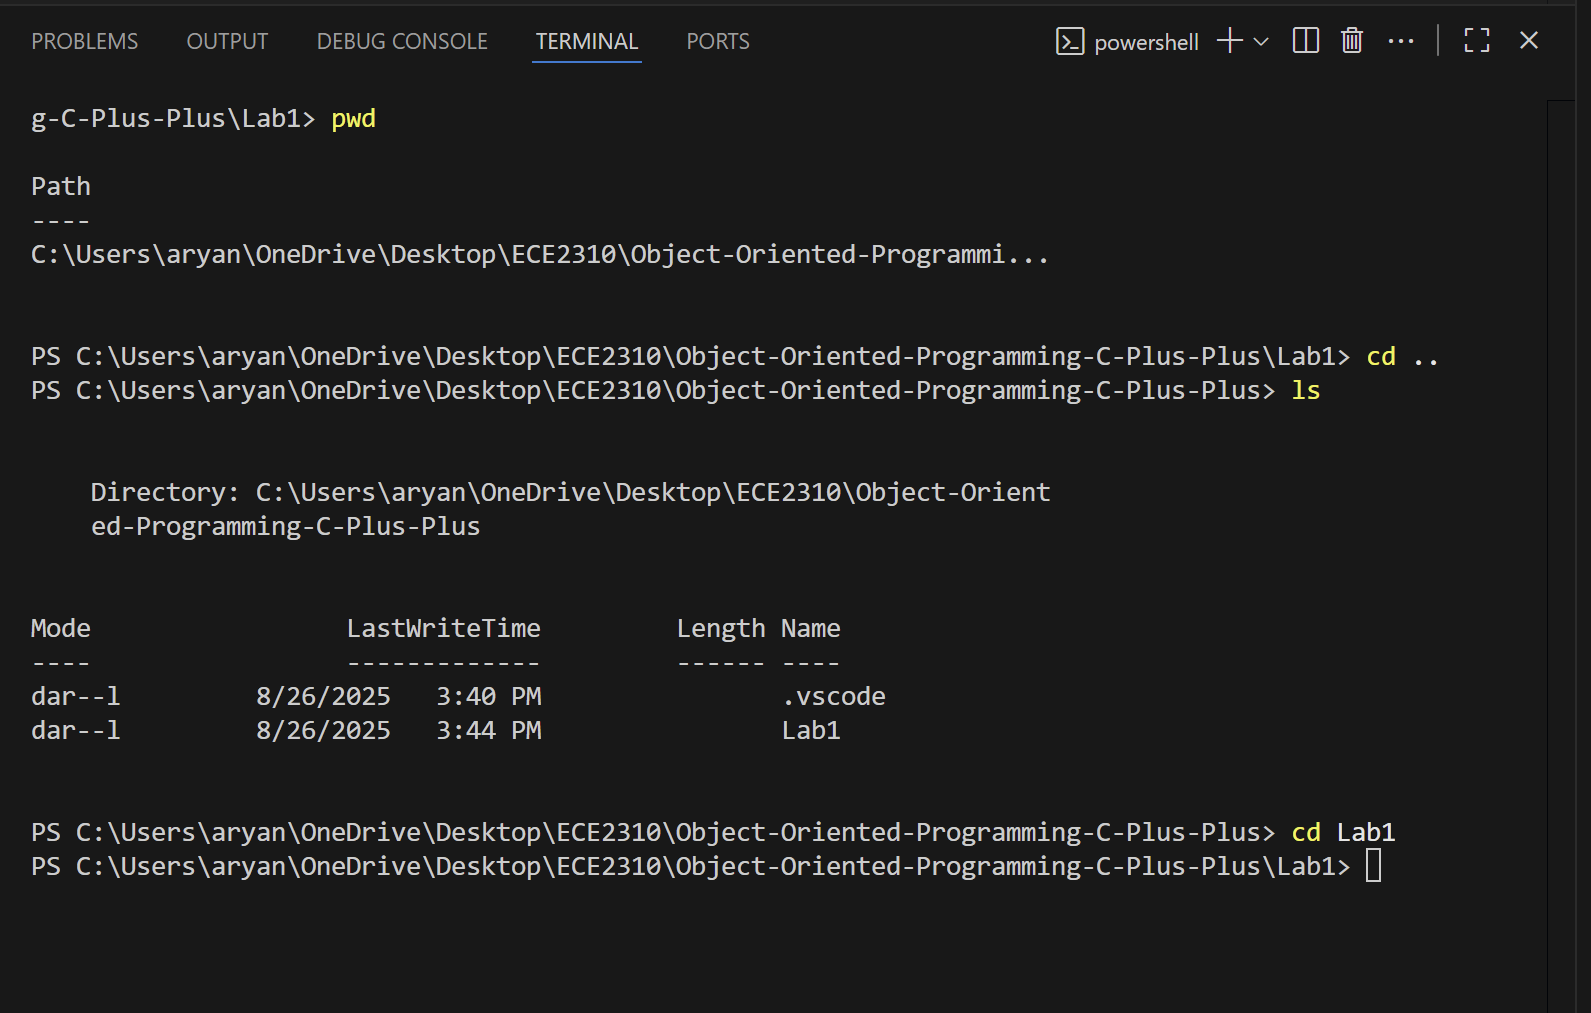 PROBLEMS OUTPUT DEBUG CONSOLE TERMINAL PORTS powershell
g-C-Plus-Plus\Lab1> pwd
Path
----
C:\Users\aryan\OneDrive\Desktop\ECE2310\Object-Oriented-Programmi...
PS C:\Users\aryan\OneDrive\Desktop\ECE2310\Object-Oriented-Programming-C-Plus-Plus\Lab1> cd ..
PS C:\Users\aryan\OneDrive\Desktop\ECE2310\Object-Oriented-Programming-C-Plus-Plus> ls
Directory: C:\Users\aryan\OneDrive\Desktop\ECE2310\Object-Orient
ed-Programming-C-Plus-Plus
Mode LastWriteTime Length Name
---- ------------- ------ ----
dar--l 8/26/2025 3:40 PM .vscode
dar--l 8/26/2025 3:44 PM Lab1
PS C:\Users\aryan\OneDrive\Desktop\ECE2310\Object-Oriented-Programming-C-Plus-Plus> cd Lab1
PS C:\Users\aryan\OneDrive\Desktop\ECE2310\Object-Oriented-Programming-C-Plus-Plus\Lab1>